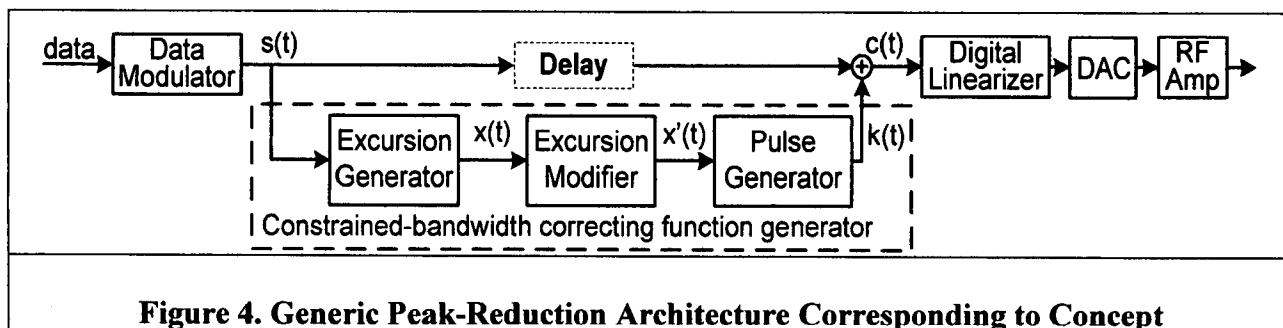 data
Data
Modulator
s(t)
Delay
c(t)
Digital
Linearizer
DAC
RF
Amp
Excursion
Generator
x(t)
Excursion
Modifier
x'(t)
Pulse
Generator
k(t)
Constrained-bandwidth correcting function generator
Figure 4. Generic Peak-Reduction Architecture Corresponding to Concept